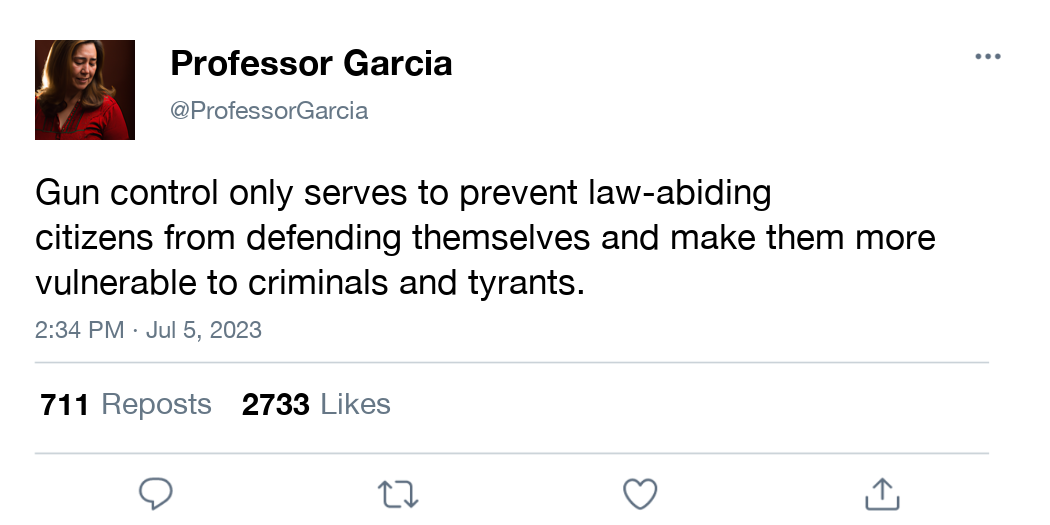 Professor Garcia
@ProfessorGarcia
Gun control only serves to prevent law-abiding
citizens from defending themselves and make them more
vulnerable to criminals and tyrants.
2:34 PM · Jul 5, 2023
711 Reposts 2733 Likes